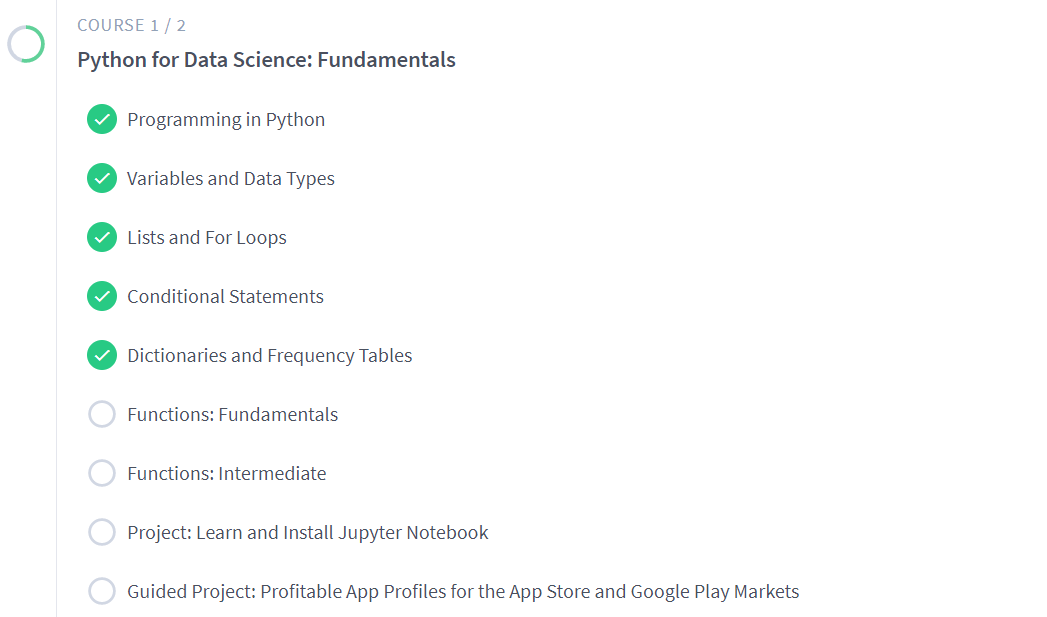 COURSE 1 / 2
Python for Data Science: Fundamentals
Programming in Python
Variables and Data Types
Lists and For Loops
Conditional Statements
Dictionaries and Frequency Tables
Functions: Fundamentals
Functions: Intermediate
Project: Learn and Install Jupyter Notebook
Guided Project: Profitable App Profiles for the App Store and Google Play Markets